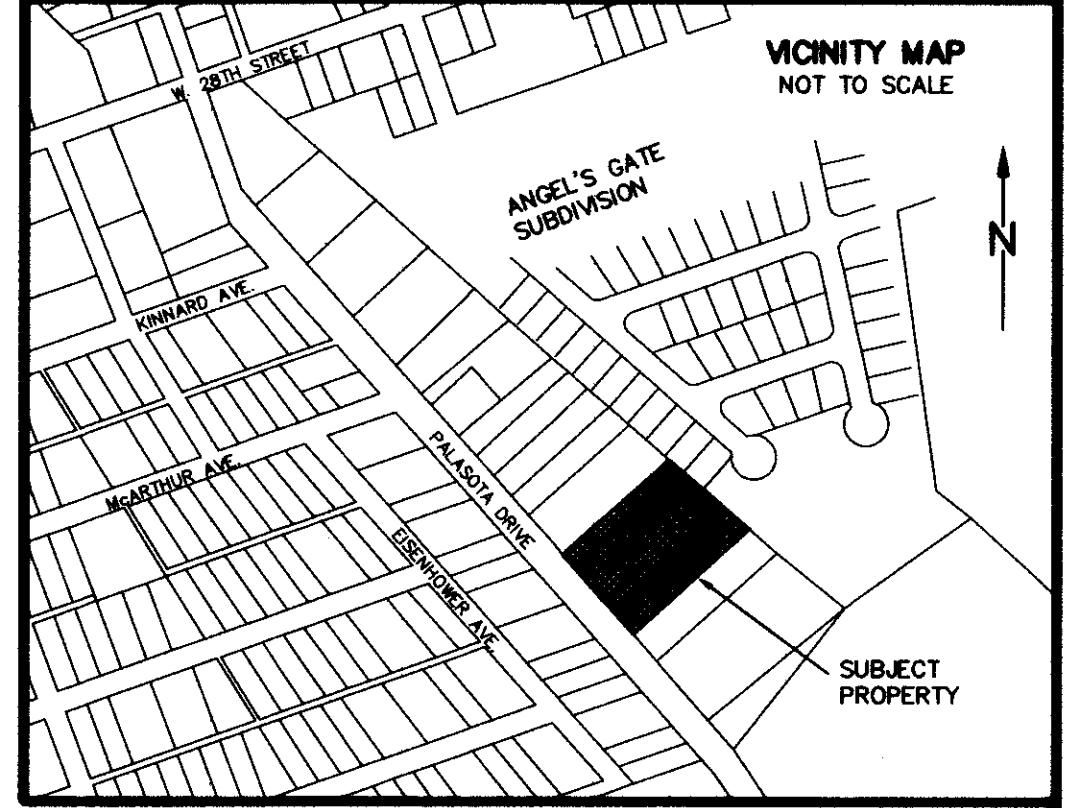 VICINITY MAP
NOT TO SCALE
W. 28TH STREET
ANGEL'S GATE
SUBDIVISION
N
KINNARD AVE.
McARTHUR AVE.
PALASOTA DRIVE
EISENHOWER AVE.
SUBJECT
PROPERTY